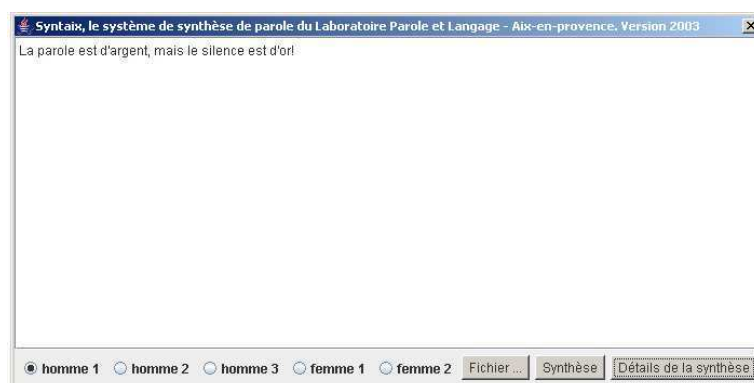 Syntaix, le système de synthèse de parole du Laboratoire Parole et Langage - Aix-en-provence. Version 2003
La parole est d'argent, mais le silence est d'or!
homme 1 homme 2 homme 3 femme 1 femme 2 Fichier ... Synthèse Détails de la synthèse